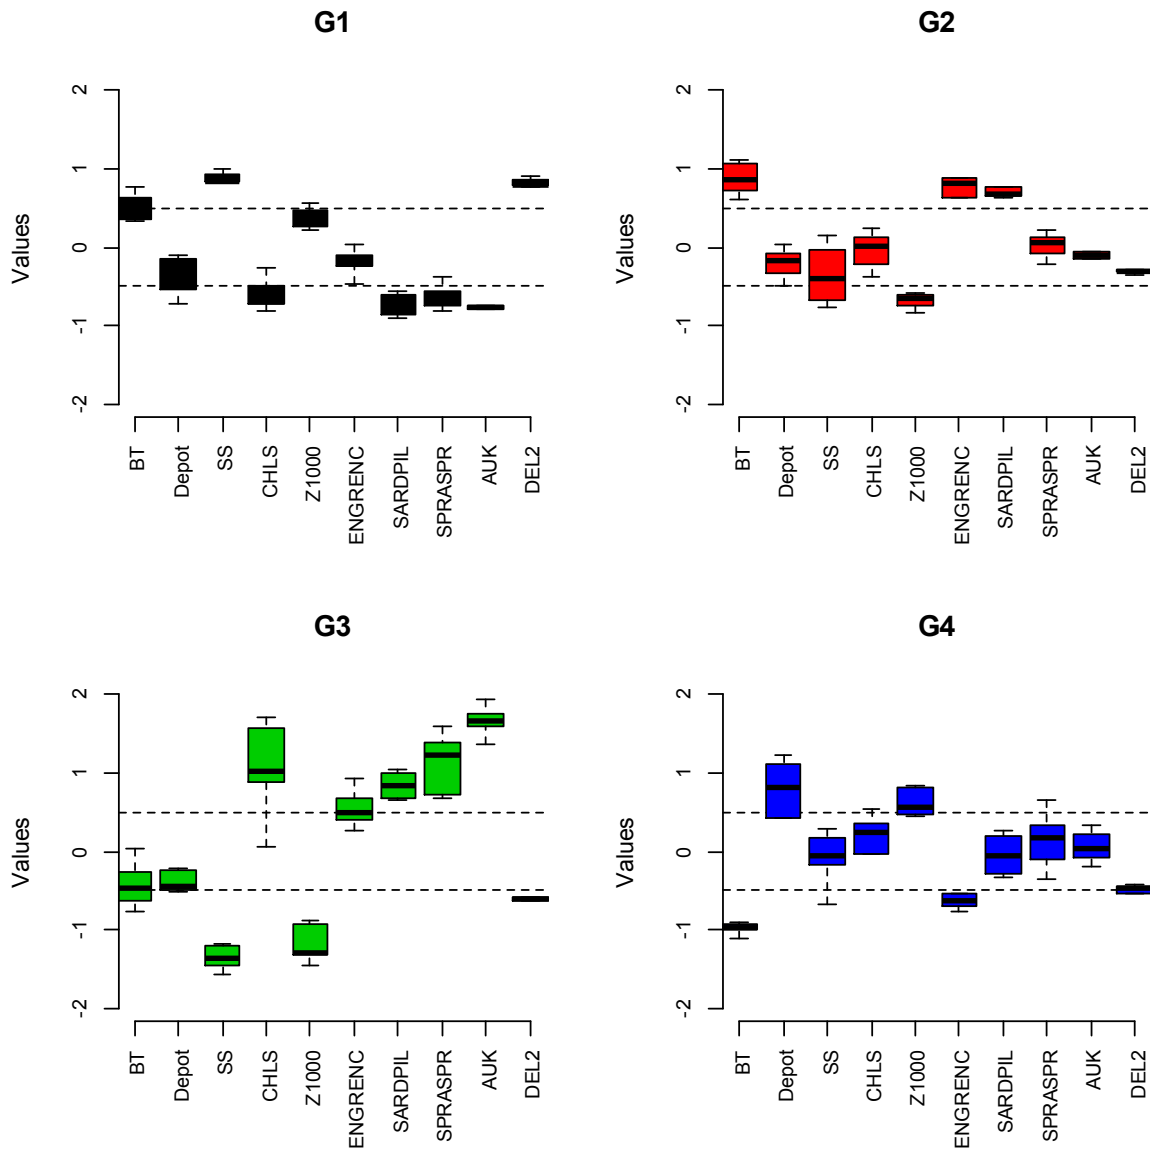 G1
Values
2
1
0
-1
-2
BT
Depot
SS
CHLS
Z1000
ENGRENC
SARDPIL
SPRASPR
AUK
DEL2
G2
Values
2
1
0
-1
-2
BT
Depot
SS
CHLS
Z1000
ENGRENC
SARDPIL
SPRASPR
AUK
DEL2
G3
Values
2
1
0
-1
-2
BT
Depot
SS
CHLS
Z1000
ENGRENC
SARDPIL
SPRASPR
AUK
DEL2
G4
Values
2
1
0
-1
-2
BT
Depot
SS
CHLS
Z1000
ENGRENC
SARDPIL
SPRASPR
AUK
DEL2